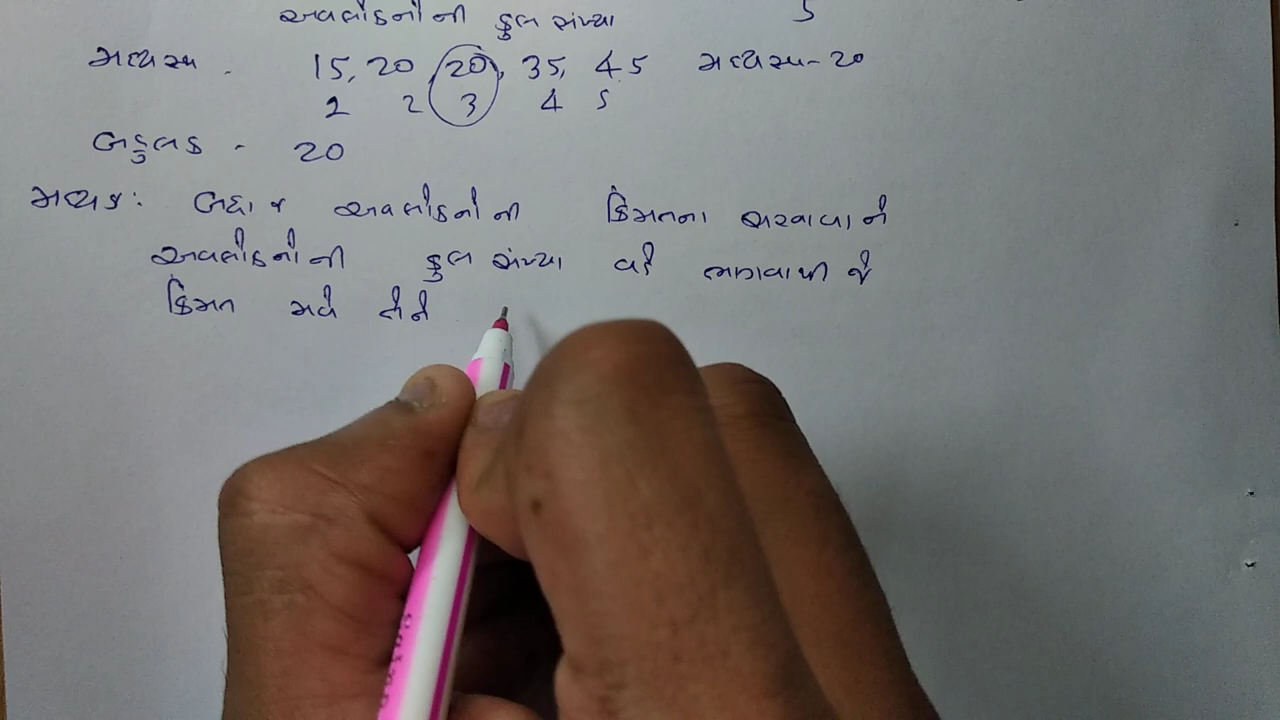 અવલોકનોની કુલ સંખ્યા 5
મધ્યસ્થ - 15, 20, 20, 35, 45 મધ્યસ્થ - 20
2 2 3 4 5
બહુલક - 20
મધ્યક: બધા જ અવલોકનોની કિંમતના સરવાળાને
અવલોકનોની કુલ સંખ્યા વડે ભાગવાથી જે
કિંમત મળે તેને